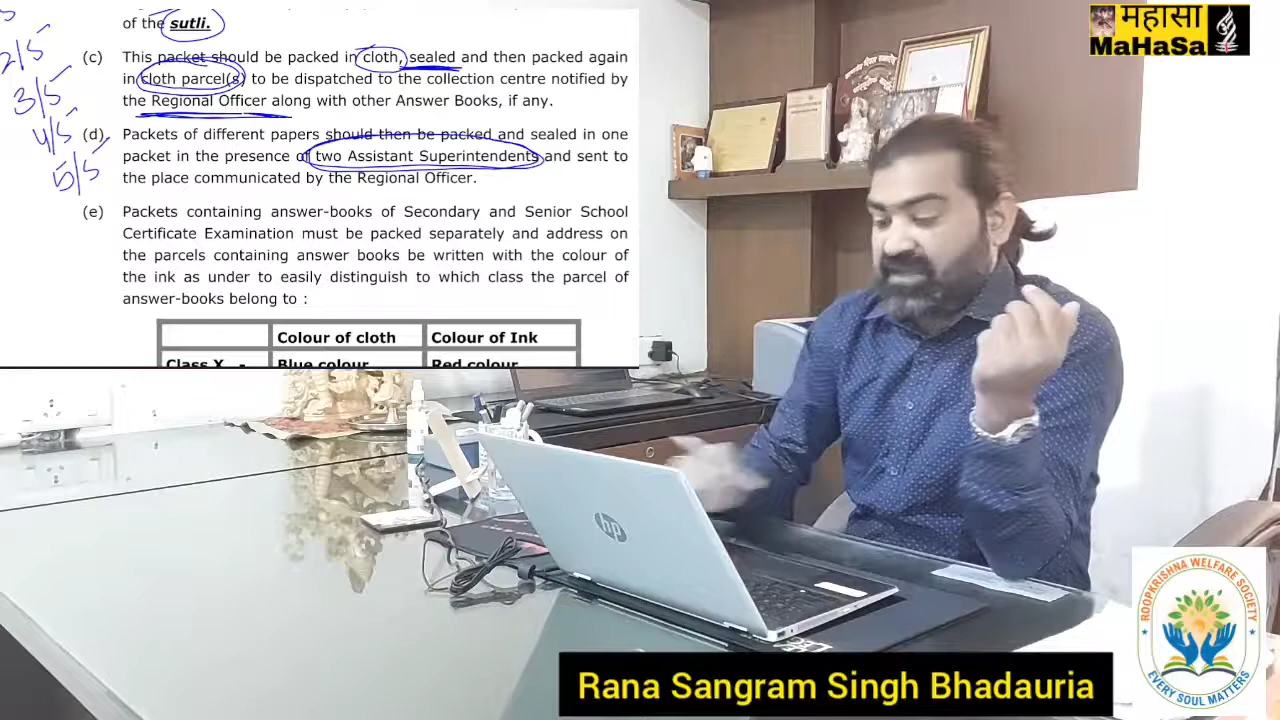 of the sutli.
2/5
3/5
4/5
5/5
(c) This packet should be packed in cloth, sealed and then packed again
in cloth parcel(s) to be dispatched to the collection centre notified by
the Regional Officer along with other Answer Books, if any.
(d) Packets of different papers should then be packed and sealed in one
packet in the presence of two Assistant Superintendents and sent to
the place communicated by the Regional Officer.
(e) Packets containing answer-books of Secondary and Senior School
Certificate Examination must be packed separately and address on
the parcels containing answer books be written with the colour of
the ink as under to easily distinguish to which class the parcel of
answer-books belong to :
Colour of cloth Colour of Ink
Class X - Blue colour Red colour
महासा
MaHaSa
hp
ROOPKRISHNA WELFARE SOCIETY
EVERY SOUL MATTERS
Rana Sangram Singh Bhadauria